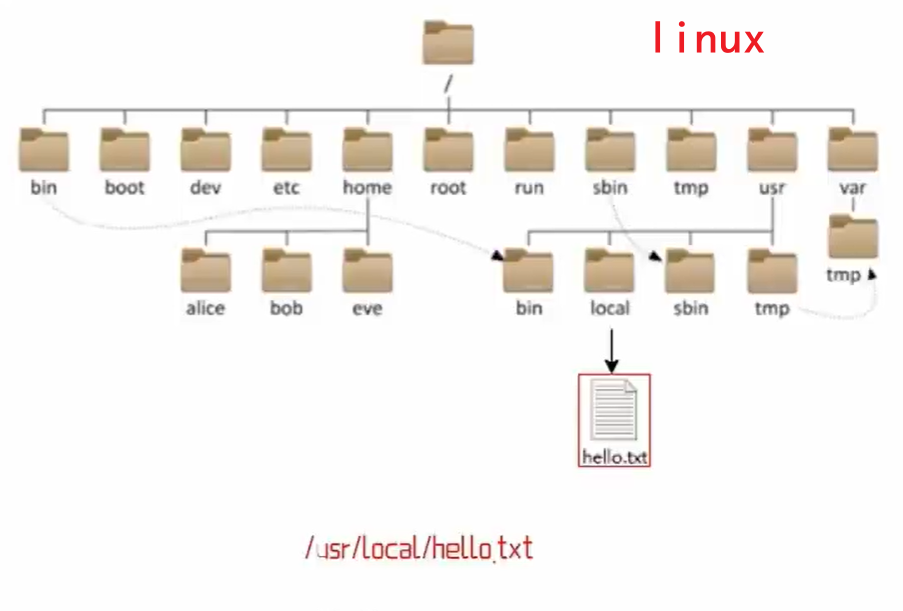 linux
/
bin boot dev etc home root run sbin tmp usr var
tmp
alice bob eve bin local sbin tmp
hello.txt
/usr/local/hello.txt